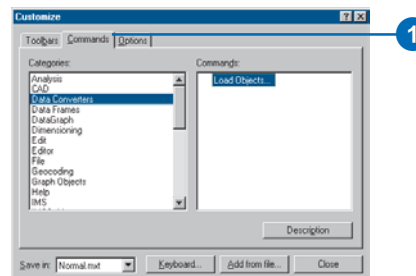 Customize
1
Toolbars Commands Options
Categories:
Commands:
Analysis
CAD
Data Converters
Data Frames
DataGraph
Dimensioning
Edit
Editor
File
Geocoding
Graph Objects
Help
IMS
Load Objects...
Description
Save in: Normal.mxt Keyboard... Add from file... Close